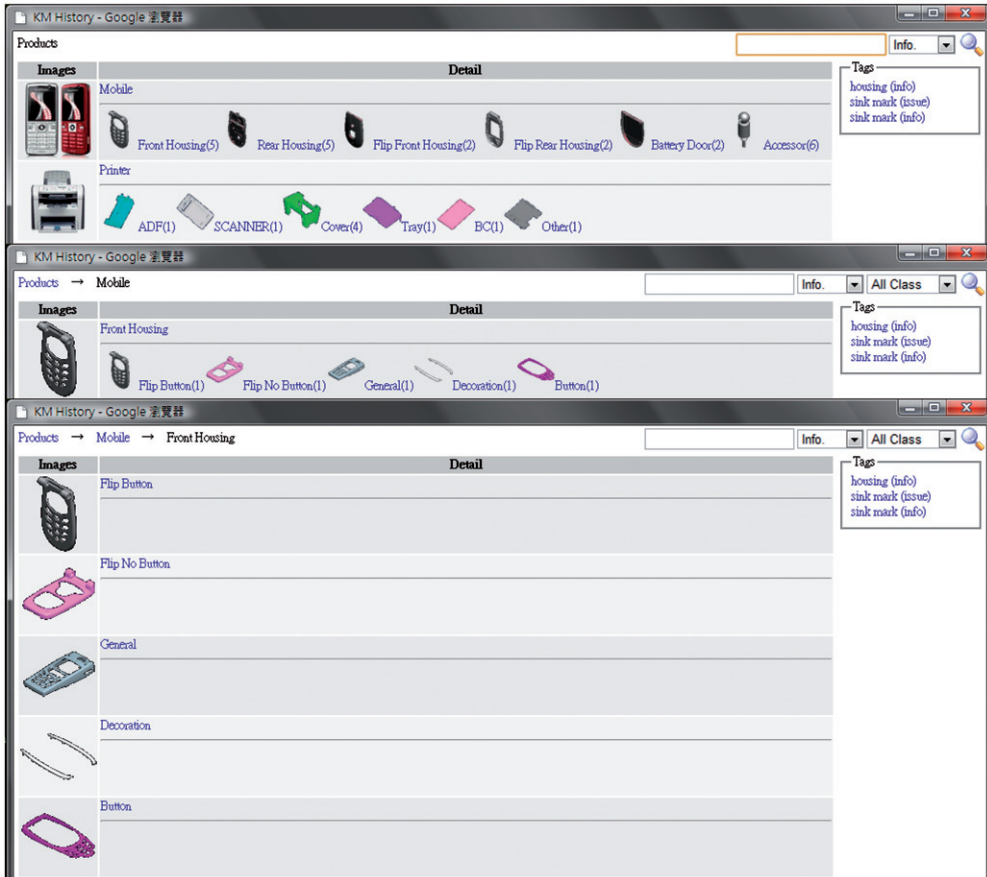 KM History - Google 瀏覽器
Products
Info.
Images Detail
Tags
Mobile
housing (info)
sink mark (issue)
sink mark (info)
Front Housing(5) Rear Housing(5) Flip Front Housing(2) Flip Rear Housing(2) Battery Door(2) Accessor(6)
Printer
ADF(1) SCANNER(1) Cover(4) Tray(1) BC(1) Other(1)
KM History - Google 瀏覽器
Products → Mobile
Info. All Class
Images Detail
Tags
Front Housing
housing (info)
sink mark (issue)
sink mark (info)
Flip Button(1) Flip No Button(1) General(1) Decoration(1) Button(1)
KM History - Google 瀏覽器
Products → Mobile → Front Housing
Info. All Class
Images Detail
Tags
Flip Button
housing (info)
sink mark (issue)
sink mark (info)
Flip No Button
General
Decoration
Button